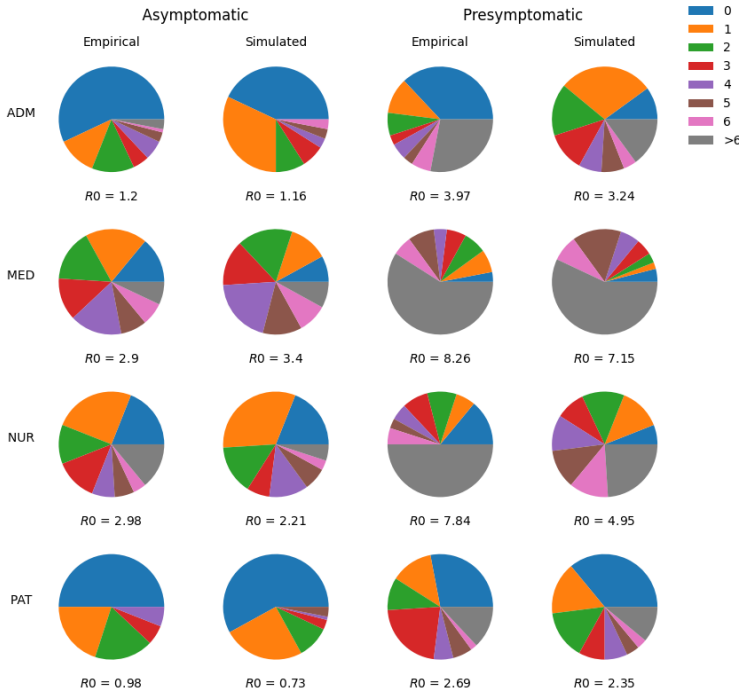 Asymptomatic Presymptomatic
Empirical Simulated Empirical Simulated
0
1
2
3
4
5
6
>6
ADM
R0 = 1.2 R0 = 1.16 R0 = 3.97 R0 = 3.24
MED
R0 = 2.9 R0 = 3.4 R0 = 8.26 R0 = 7.15
NUR
R0 = 2.98 R0 = 2.21 R0 = 7.84 R0 = 4.95
PAT
R0 = 0.98 R0 = 0.73 R0 = 2.69 R0 = 2.35